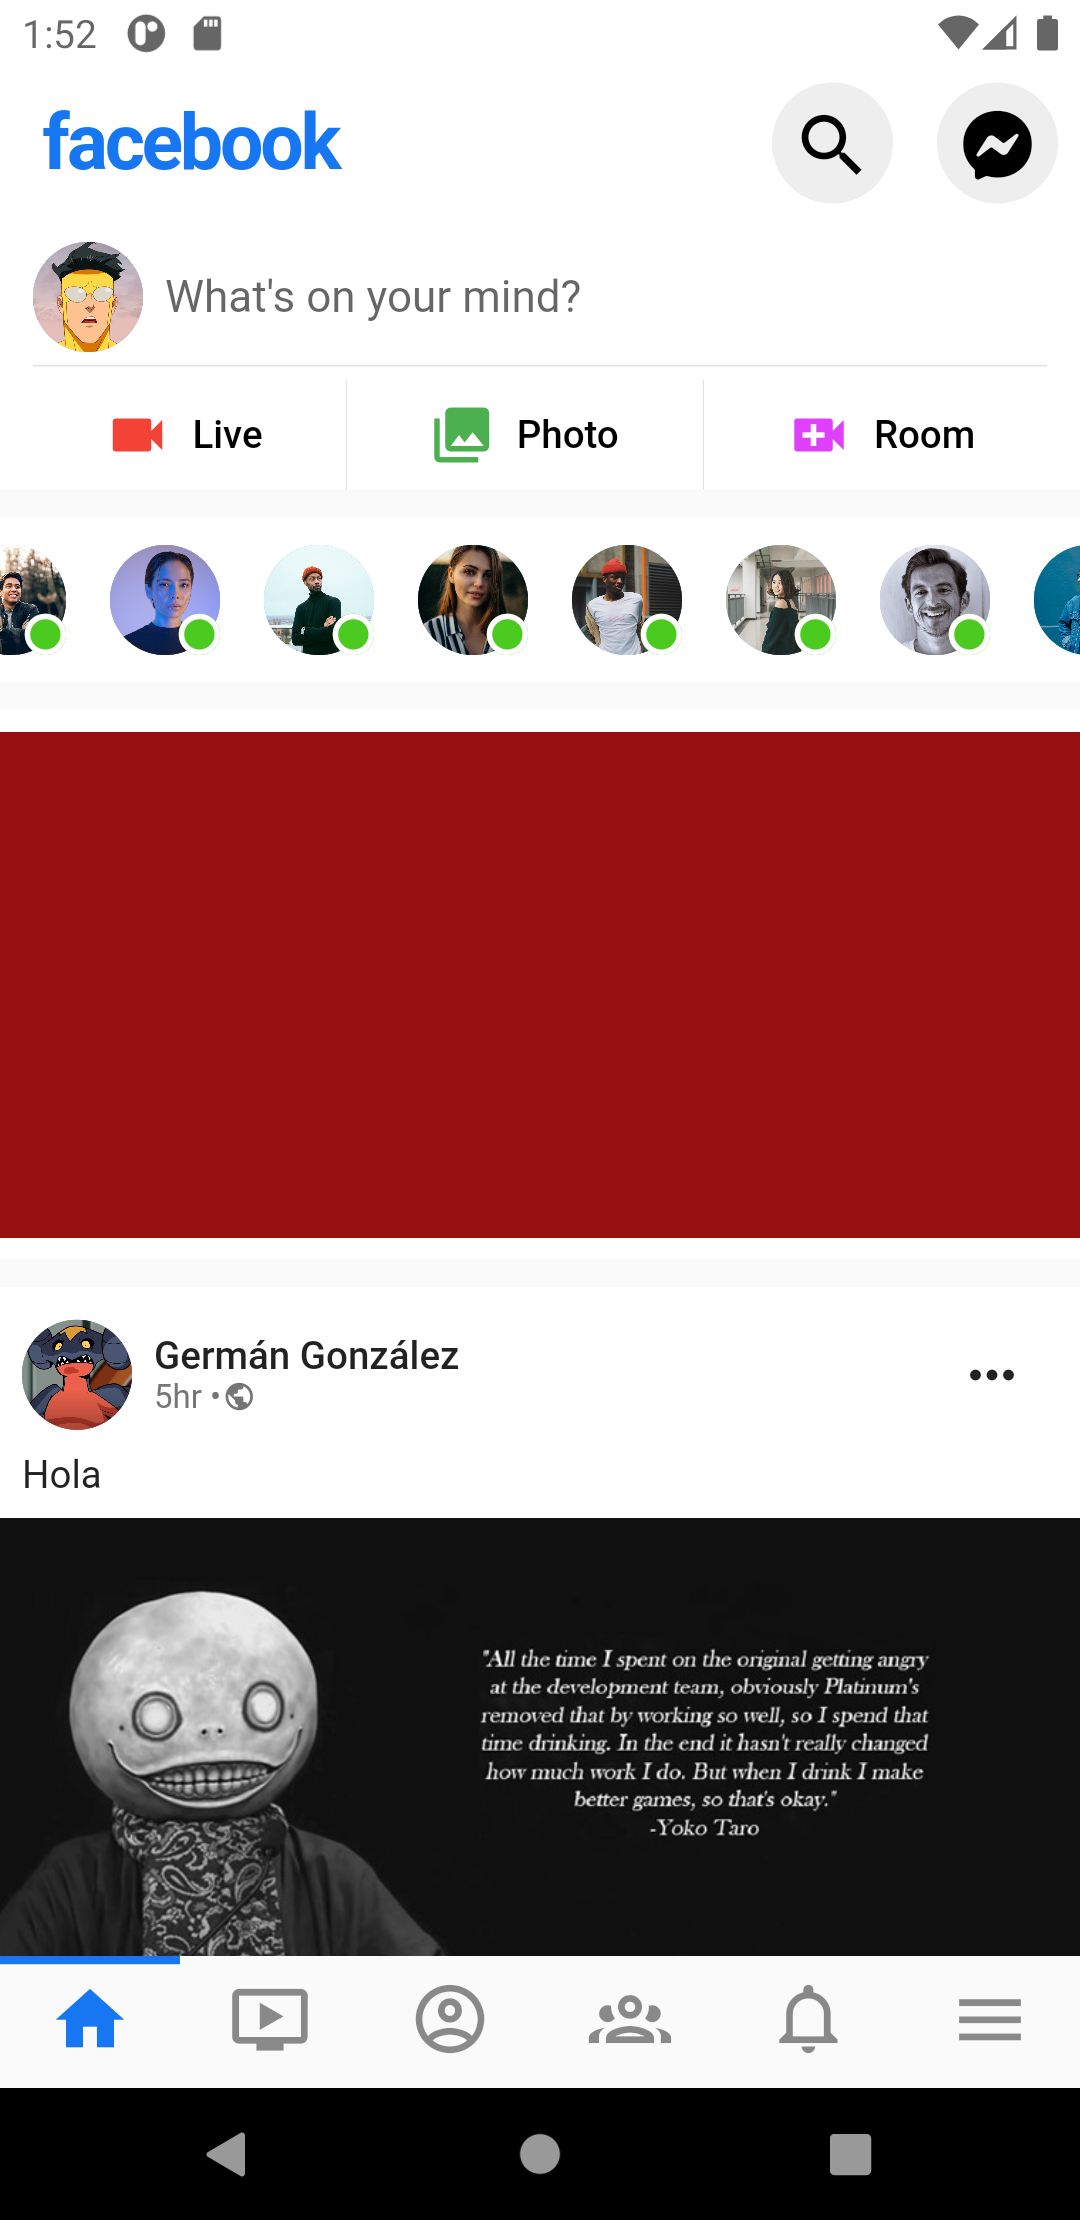 1:52
facebook
What's on your mind?
Live
Photo
Room
Germán González
5hr •
Hola
"All the time I spent on the original getting angry
at the development team, obviously Platinum's
removed that by working so well, so I spend that
time drinking. In the end it hasn't really changed
how much work I do. But when I drink I make
better games, so that's okay."
-Yoko Taro